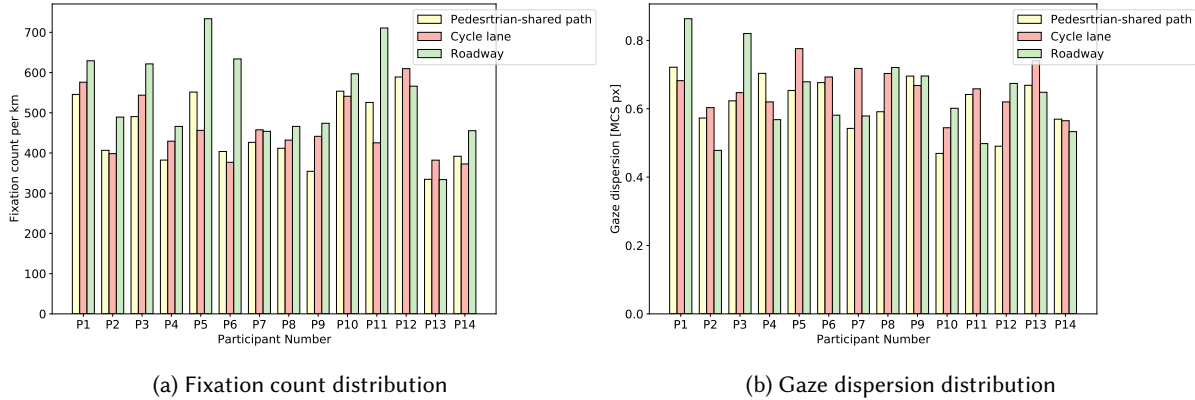 Fixation count per km
700
600
500
400
300
200
100
0
P1 P2 P3 P4 P5 P6 P7 P8 P9 P10 P11 P12 P13 P14
Participant Number
Pedesrtrian-shared path
Cycle lane
Roadway
(a) Fixation count distribution
Gaze dispersion [MCS px]
0.8
0.6
0.4
0.2
0.0
P1 P2 P3 P4 P5 P6 P7 P8 P9 P10 P11 P12 P13 P14
Participant Number
Pedesrtrian-shared path
Cycle lane
Roadway
(b) Gaze dispersion distribution